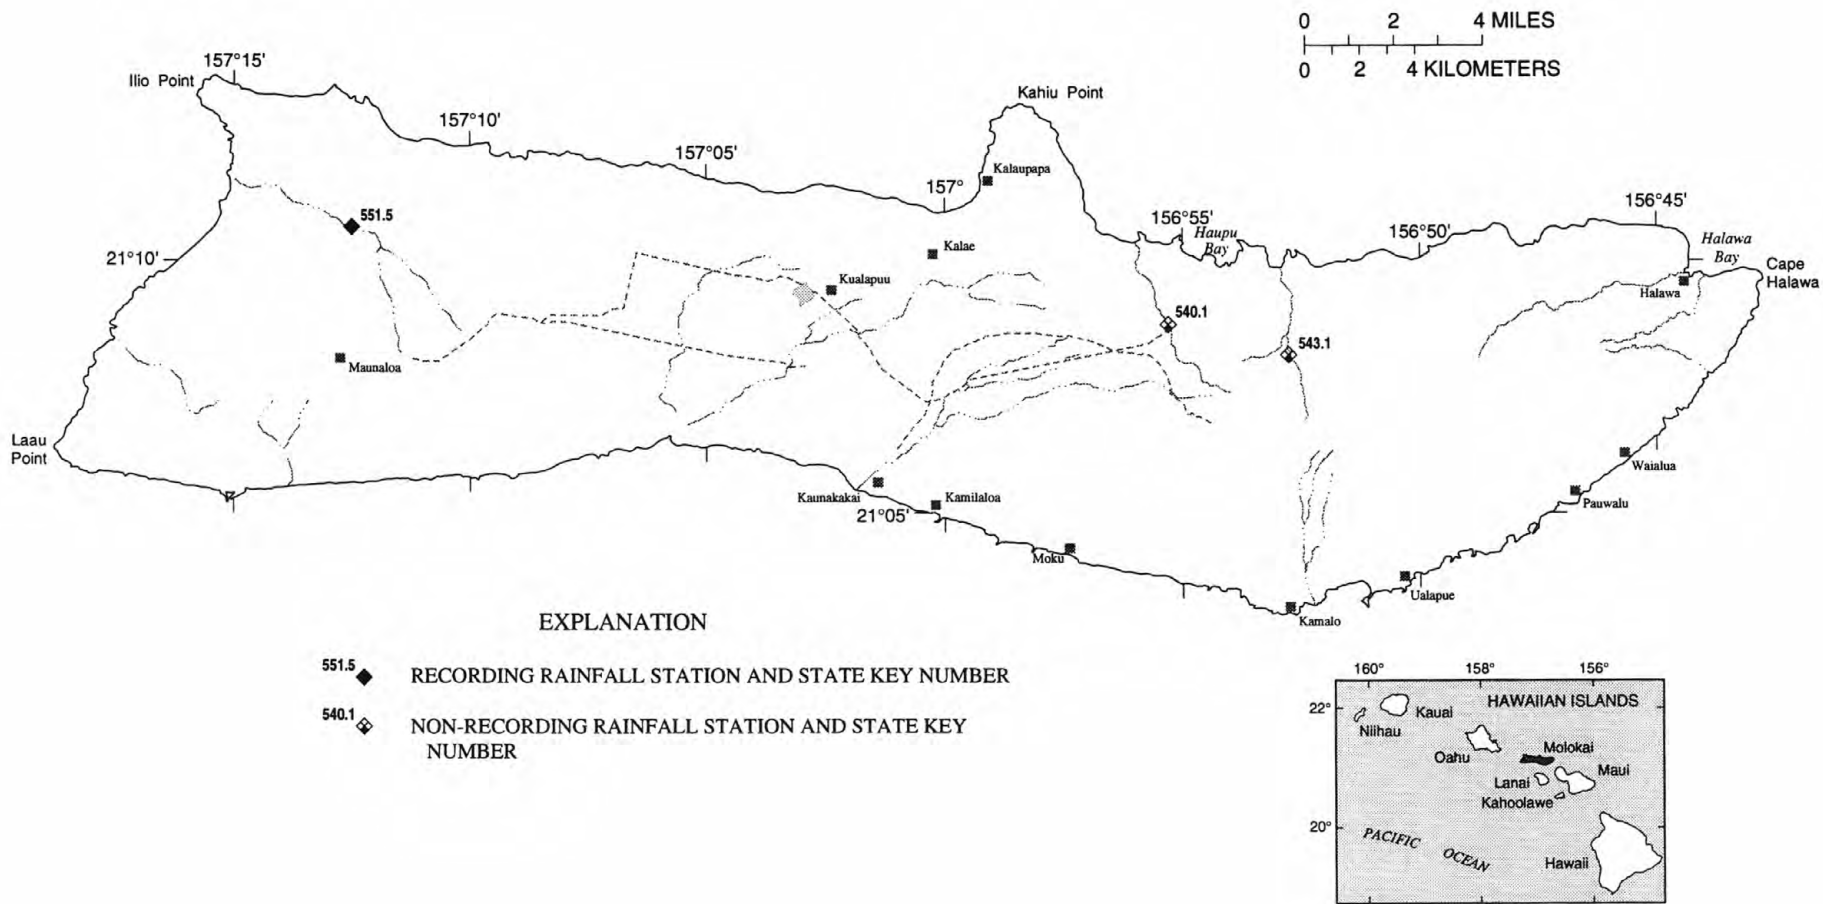 0 2 4 MILES
0 2 4 KILOMETERS
157°15'
Ilio Point
157°10'
157°05'
157°
Kahiu Point
Kalaupapa
156°55'
Haupu
Bay
156°50'
156°45'
Halawa
Bay
Cape
Halawa
Halawa
551.5
21°10'
Kalae
Kualapuu
540.1
543.1
Maunaloa
Laau
Point
Kaunakakai
Kamilaloa
21°05'
Moku
Kamalo
Ualapue
Pauwalu
Waialua
EXPLANATION
551.5 RECORDING RAINFALL STATION AND STATE KEY NUMBER
540.1 NON-RECORDING RAINFALL STATION AND STATE KEY
NUMBER
160° 158° 156°
22°
20°
HAWAIIAN ISLANDS
Kauai
Niihau
Oahu
Molokai
Lanai
Maui
Kahoolawe
PACIFIC OCEAN
Hawaii